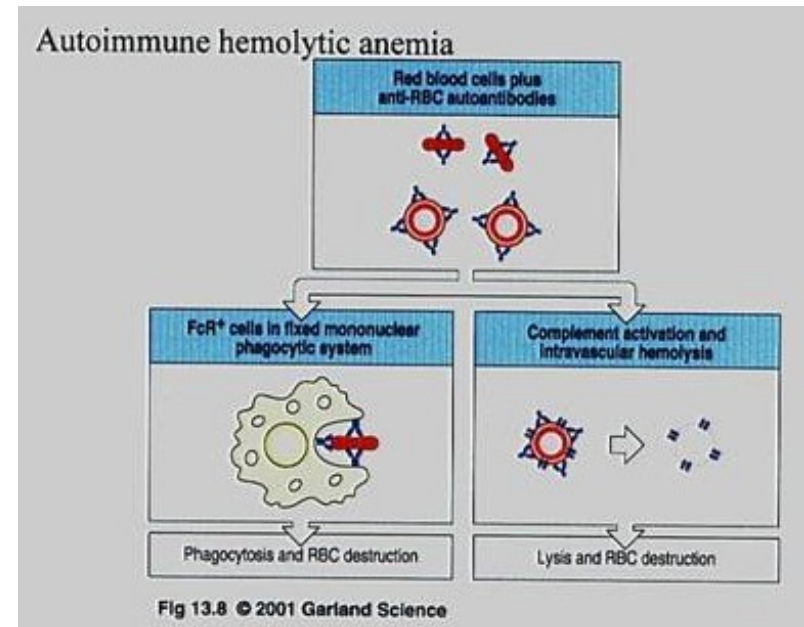 Autoimmune hemolytic anemia
Red blood cells plus
anti-RBC autoantibodies
FcR+ cells in fixed mononuclear
phagocytic system
Complement activation and
intravascular hemolysis
Phagocytosis and RBC destruction
Lysis and RBC destruction
Fig 13.8 © 2001 Garland Science